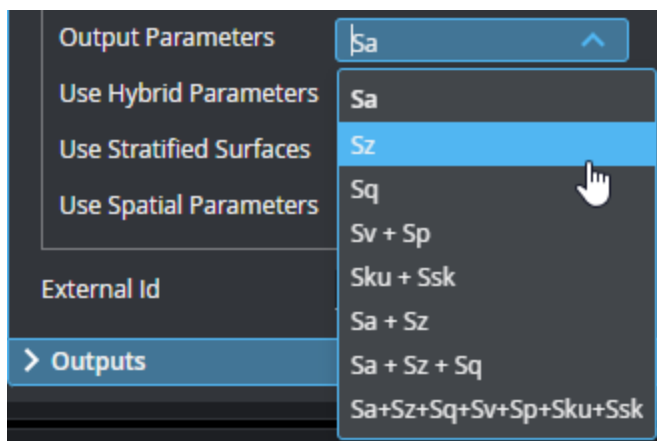 Output Parameters
Sa
Use Hybrid Parameters
Use Stratified Surfaces
Use Spatial Parameters
External Id
Outputs
Sa
Sz
Sq
Sv + Sp
Sku + Ssk
Sa + Sz
Sa + Sz + Sq
Sa+Sz+Sq+Sv+Sp+Sku+Ssk